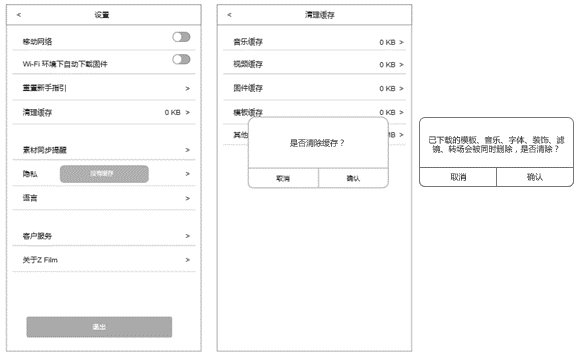 < 设置
移动网络
Wi-Fi 环境下自动下载固件
重置新手指引 >
清理缓存 0 KB >
素材同步提醒 >
隐私
没有缓存
>
语言 >
客户服务 >
关于Z Film >
退出
< 清理缓存
音乐缓存 0 KB >
视频缓存 0 KB >
固件缓存 0 KB >
模板缓存 0 KB >
其他
MB >
是否清除缓存？
取消 确认
已下载的模板、音乐、字体、装饰、滤
镜、转场会被同时删除，是否清除？
取消 确认